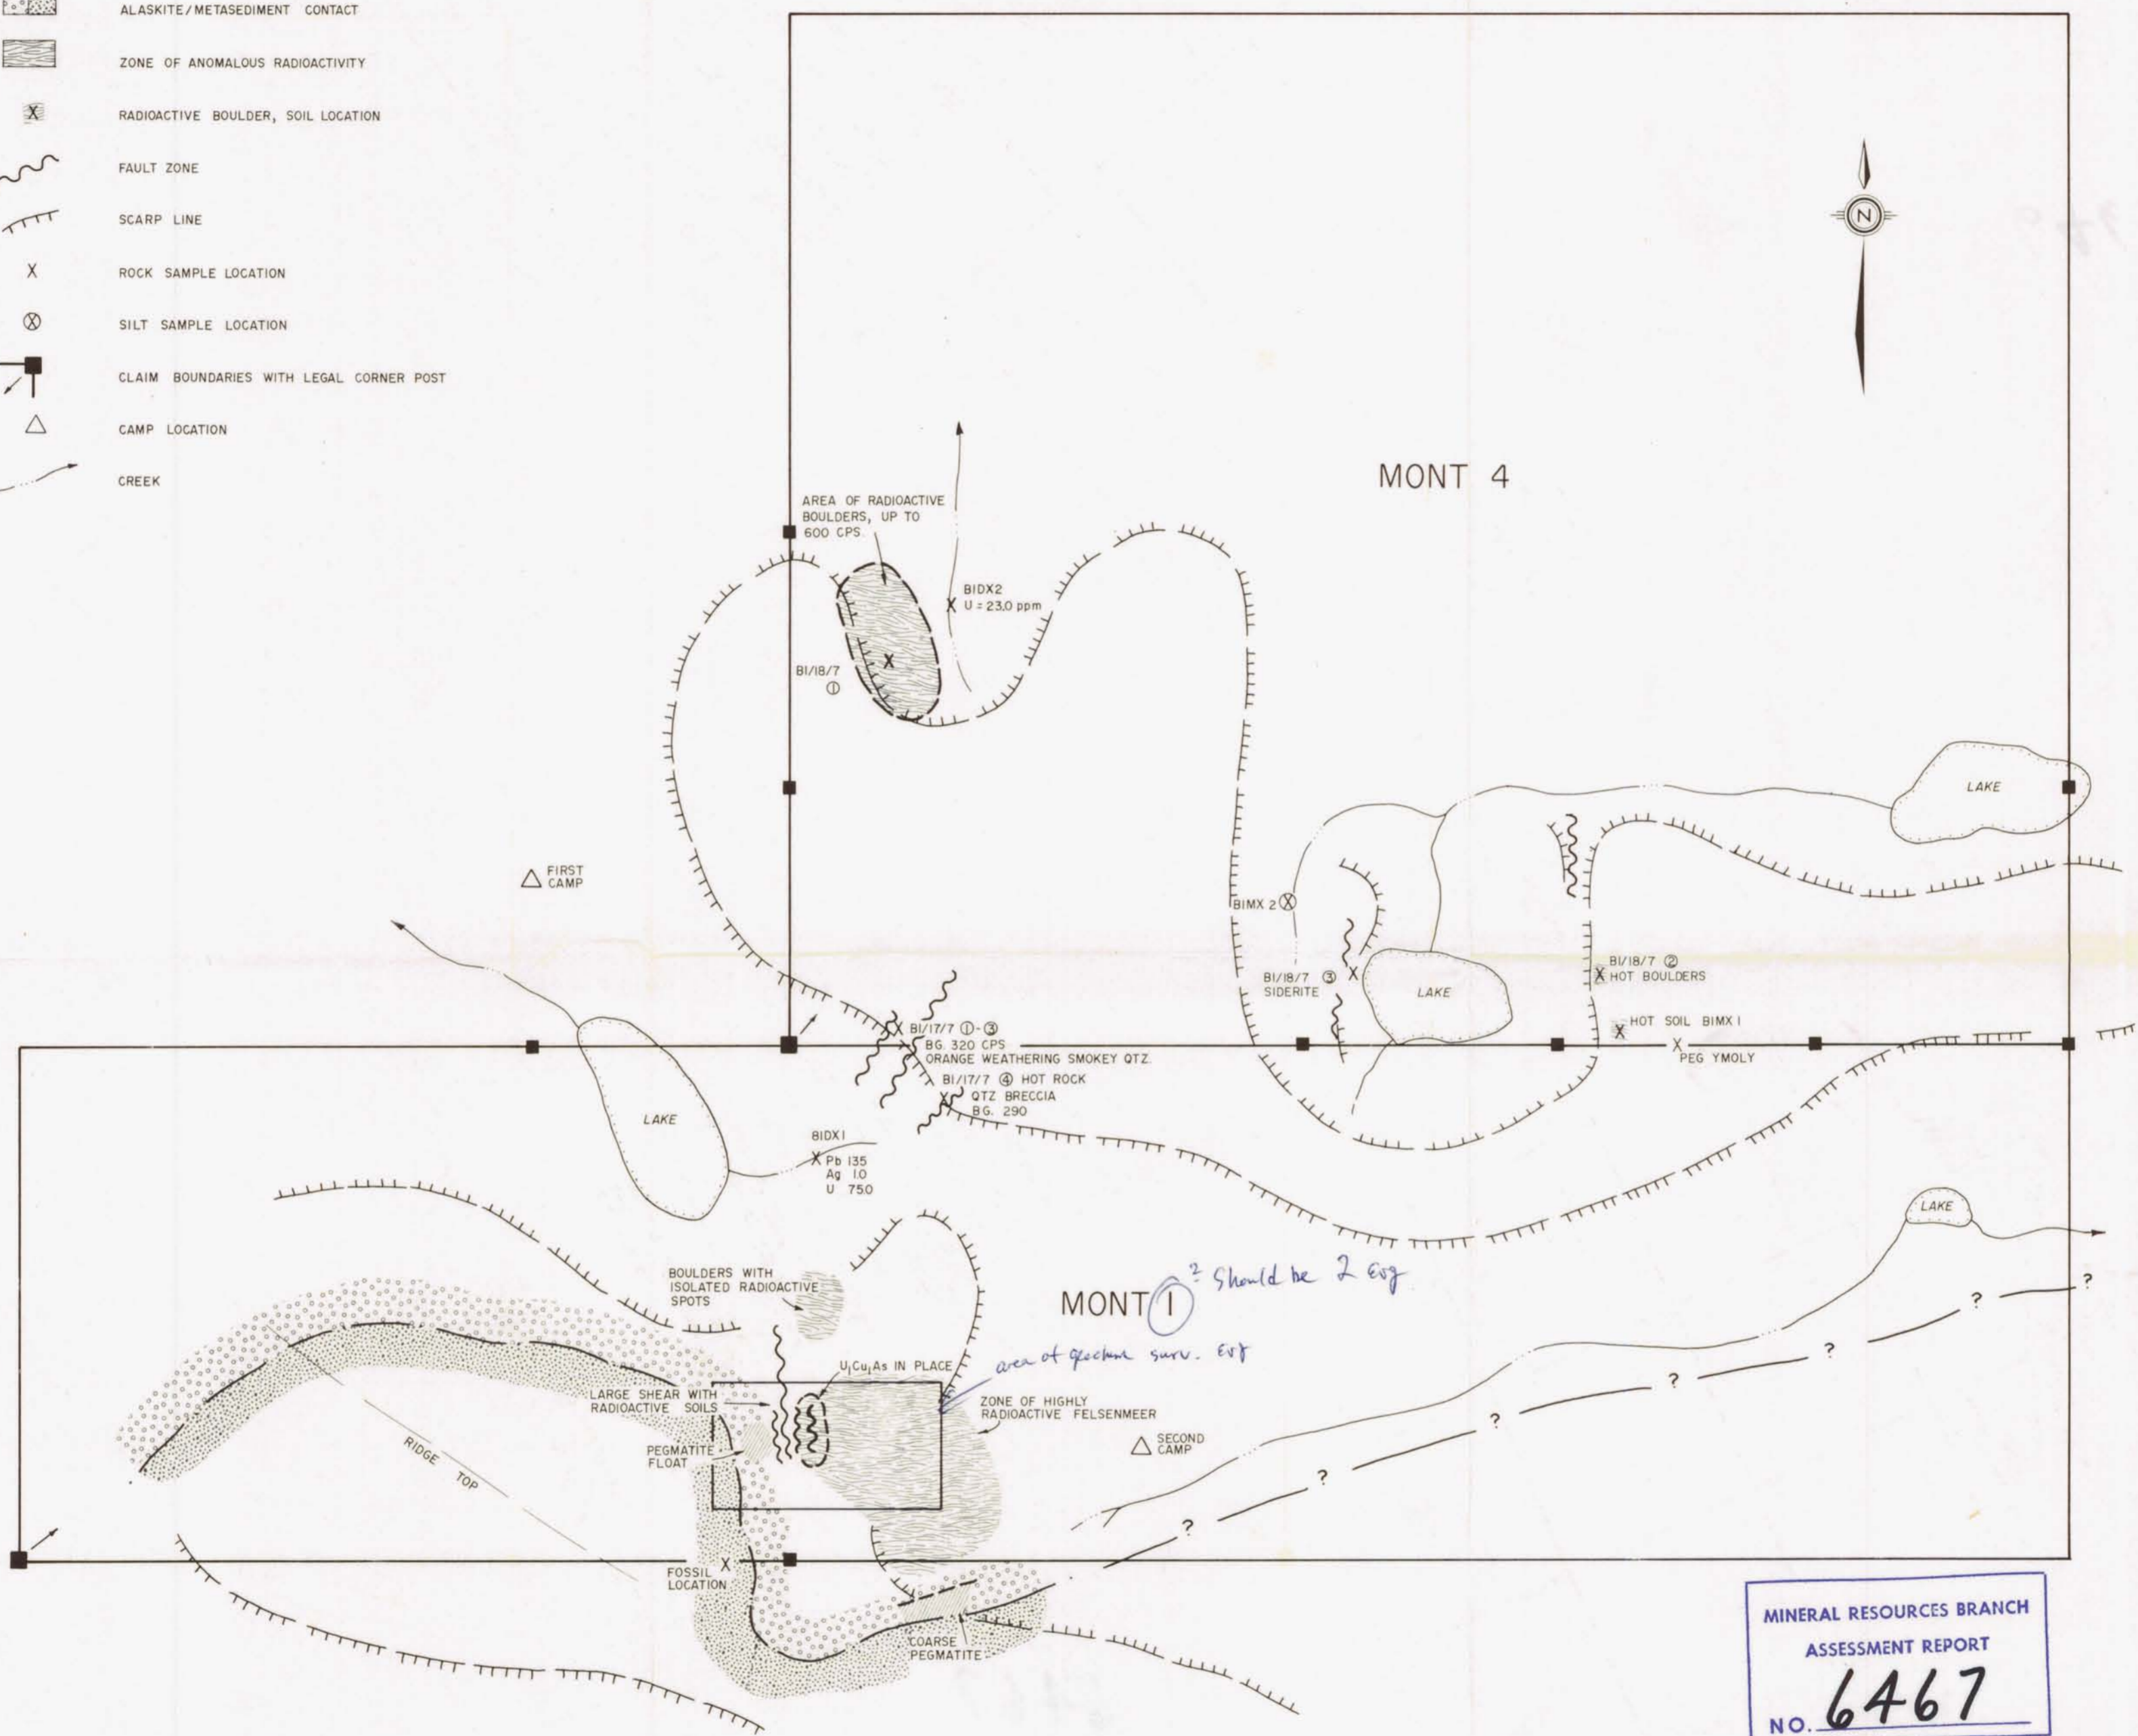 ALASKITE/METASEDIMENT CONTACT
ZONE OF ANOMALOUS RADIOACTIVITY
X RADIOACTIVE BOULDER, SOIL LOCATION
FAULT ZONE
SCARP LINE
X ROCK SAMPLE LOCATION
X SILT SAMPLE LOCATION
CLAIM BOUNDARIES WITH LEGAL CORNER POST
CAMP LOCATION
CREEK
N
MONT 4
AREA OF RADIOACTIVE
BOULDERS, UP TO
600 CPS
BIDX2
X U = 23.0 ppm
X
BI/18/7
①
LAKE
FIRST
CAMP
BIMX 2 X
BI/18/7 ③ X
SIDERITE
LAKE
BI/18/7 ②
X HOT BOULDERS
HOT SOIL BIMX 1
X
X
PEG YMOLY
X BI/17/7 ①-③
BG. 320 CPS
ORANGE WEATHERING SMOKEY QTZ.
BI/17/7 ④ HOT ROCK
X QTZ BRECCIA
BG. 290
LAKE
BIDX1
X Pb 135
Ag 1.0
U 75.0
LAKE
BOULDERS WITH
ISOLATED RADIOACTIVE
SPOTS
MONT 1
? Should be 2
area of surv.
U,Cu,As IN PLACE
LARGE SHEAR WITH
RADIOACTIVE SOILS
ZONE OF HIGHLY
RADIOACTIVE FELSENMEER
PEGMATITE
FLOAT
SECOND
CAMP
RIDGE TOP
? ? ? ? ? ? ?
X
FOSSIL
LOCATION
COARSE
PEGMATITE
MINERAL RESOURCES BRANCH
ASSESSMENT REPORT
NO. 6467